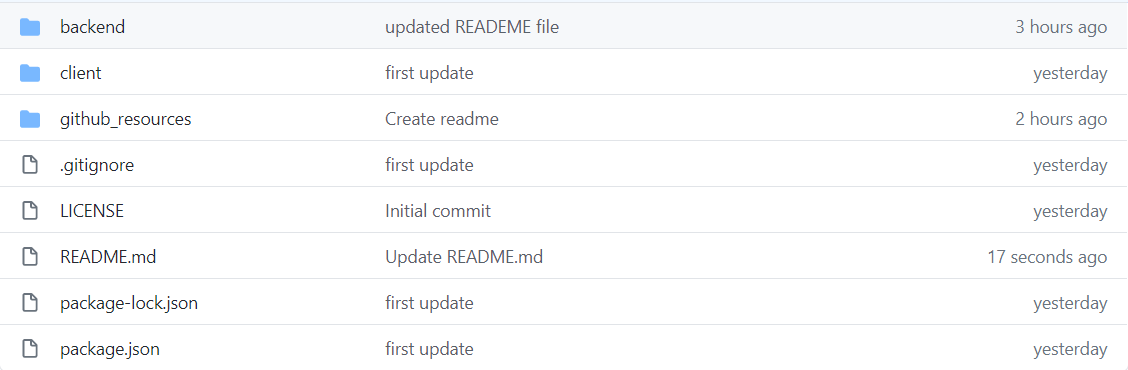 backend updated READEME file 3 hours ago
client first update yesterday
github_resources Create readme 2 hours ago
.gitignore first update yesterday
LICENSE Initial commit yesterday
README.md Update README.md 17 seconds ago
package-lock.json first update yesterday
package.json first update yesterday